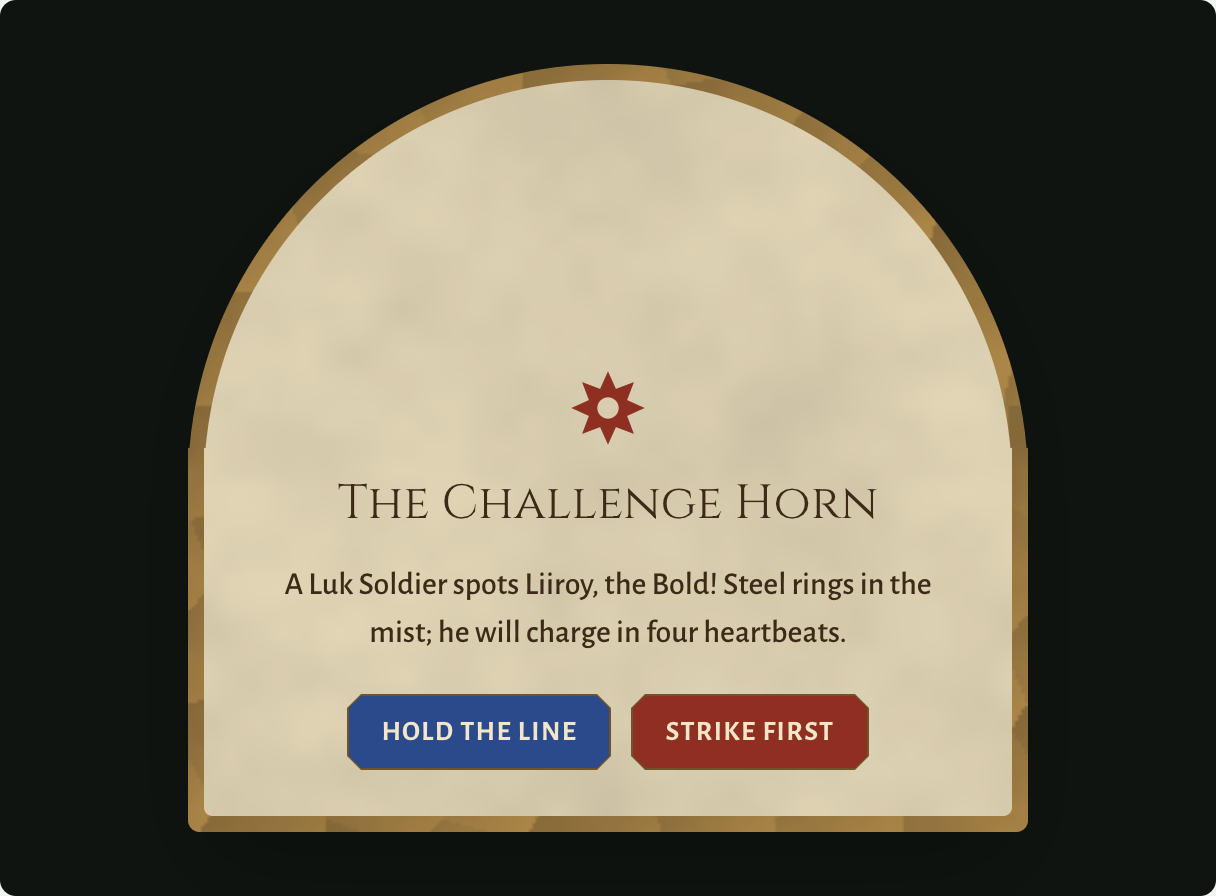 The Challenge Horn
A Luk Soldier spots Liiroy, the Bold! Steel rings in the
mist; he will charge in four heartbeats.
HOLD THE LINE
STRIKE FIRST